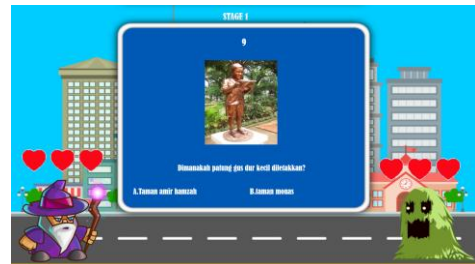 STAGE 1
9
Dimanakah patung gus dur kecil diletakkan?
A.Taman amir hamzah
B.taman monas